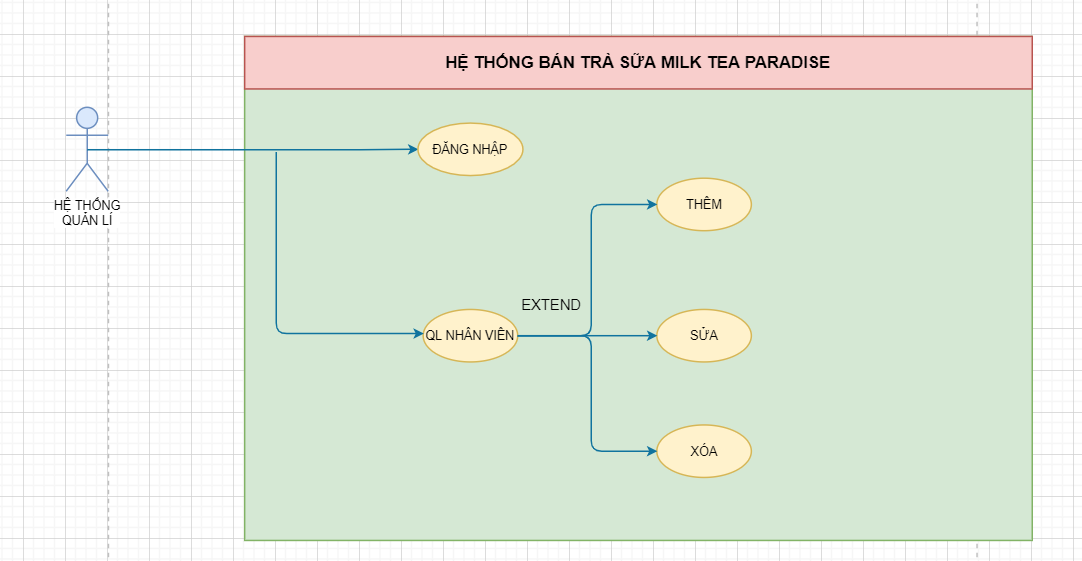 HỆ THỐNG BÁN TRÀ SỮA MILK TEA PARADISE
ĐĂNG NHẬP
HỆ THỐNG
QUẢN LÍ
THÊM
EXTEND
QL NHÂN VIÊN
SỬA
XÓA